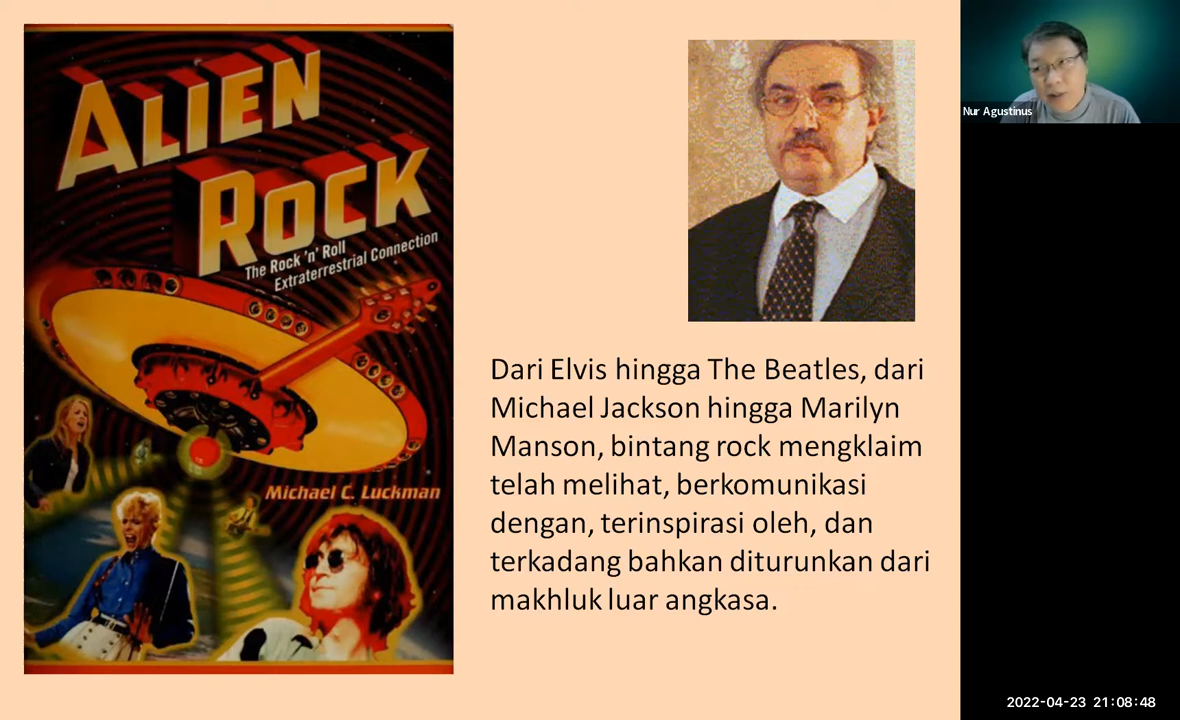 ALIEN
ROCK
The Rock 'n' Roll
Extraterrestrial Connection
Michael C. Luckman
Dari Elvis hingga The Beatles, dari
Michael Jackson hingga Marilyn
Manson, bintang rock mengklaim
telah melihat, berkomunikasi
dengan, terinspirasi oleh, dan
terkadang bahkan diturunkan dari
makhluk luar angkasa.
Nur Agustinus
2022-04-23 21:08:48